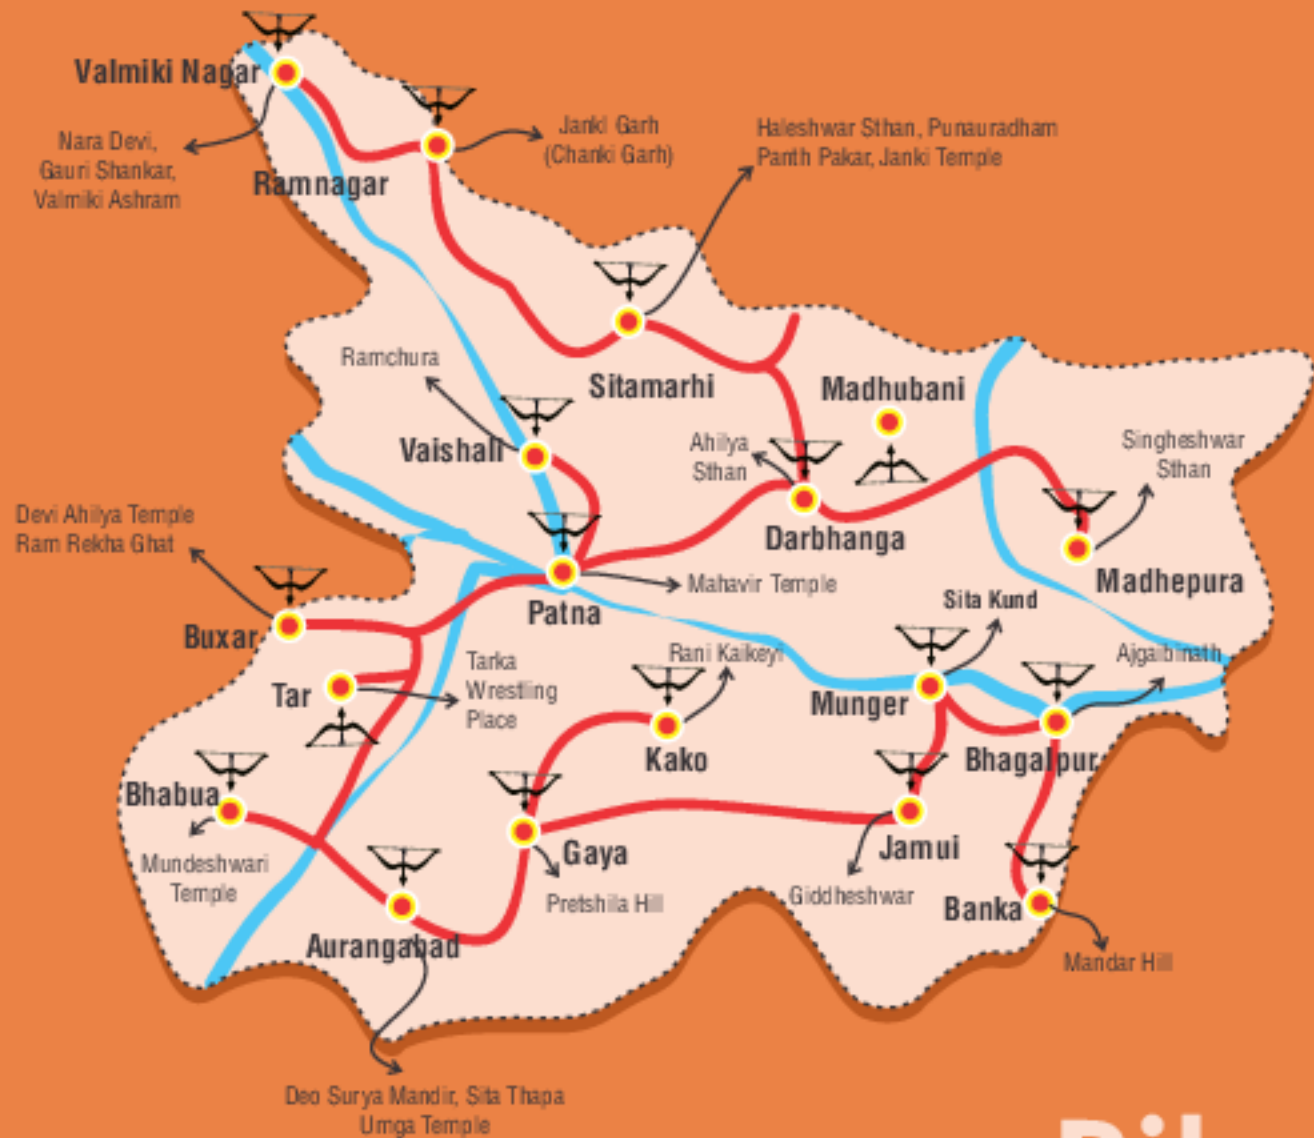 Valmiki Nagar
Nara Devi,
Gauri Shankar,
Valmiki Ashram
Ramnagar
Janki Garh
(Chanki Garh)
Haleshwar Sthan, Punauradham
Panth Pakar, Janki Temple
Sitamarhi
Ramchura
Vaishali
Madhubani
Ahilya
Sthan
Darbhanga
Singheshwar
Sthan
Madhepura
Devi Ahilya Temple
Ram Rekha Ghat
Buxar
Patna
Mahavir Temple
Sita Kund
Tar
Tarka
Wrestling
Place
Rani Kaikeyi
Kako
Munger
Ajgaibinath
Bhagalpur
Bhabua
Mundeshwari
Temple
Gaya
Pretshila Hill
Jamui
Giddheshwar
Banka
Mandar Hill
Aurangabad
Deo Surya Mandir, Sita Thapa
Umga Temple